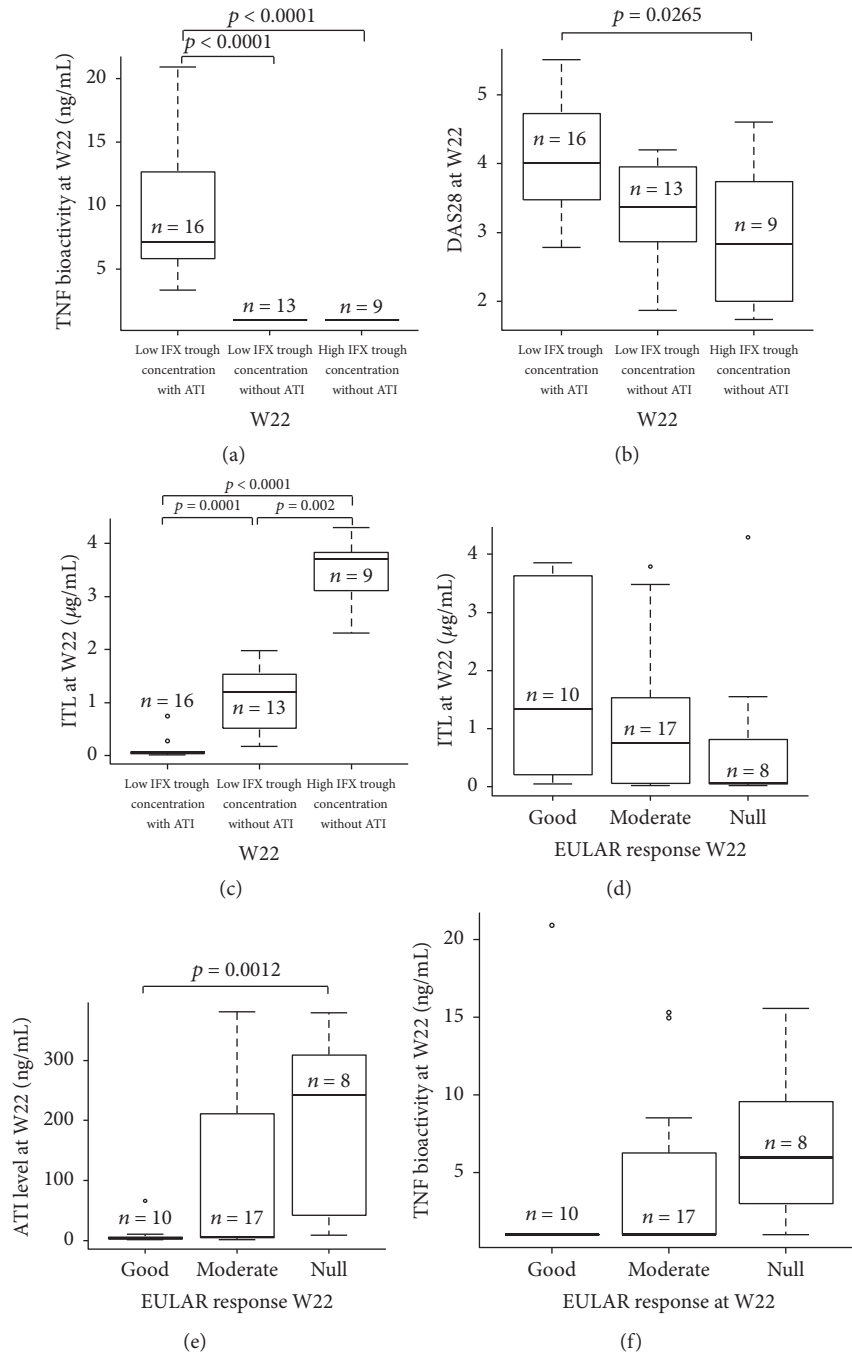 p < 0.0001
p < 0.0001
TNF bioactivity at W22 (ng/mL)
20
15
10
5
n = 16
n = 13
n = 9
Low IFX trough
concentration
with ATI
Low IFX trough
concentration
without ATI
High IFX trough
concentration
without ATI
W22
(a)
p = 0.0265
DAS28 at W22
5
4
3
2
n = 16
n = 13
n = 9
Low IFX trough
concentration
with ATI
Low IFX trough
concentration
without ATI
High IFX trough
concentration
without ATI
W22
(b)
p < 0.0001
p = 0.0001
p = 0.002
ITL at W22 (μg/mL)
4
3
2
1
0
n = 16
n = 13
n = 9
Low IFX trough
concentration
with ATI
Low IFX trough
concentration
without ATI
High IFX trough
concentration
without ATI
W22
(c)
ITL at W22 (μg/mL)
4
3
2
1
0
n = 10
n = 17
n = 8
Good
Moderate
Null
EULAR response W22
(d)
p = 0.0012
ATI level at W22 (ng/mL)
300
200
100
0
n = 10
n = 17
n = 8
Good
Moderate
Null
EULAR response W22
(e)
TNF bioactivity at W22 (ng/mL)
20
15
10
5
n = 10
n = 17
n = 8
Good
Moderate
Null
EULAR response at W22
(f)